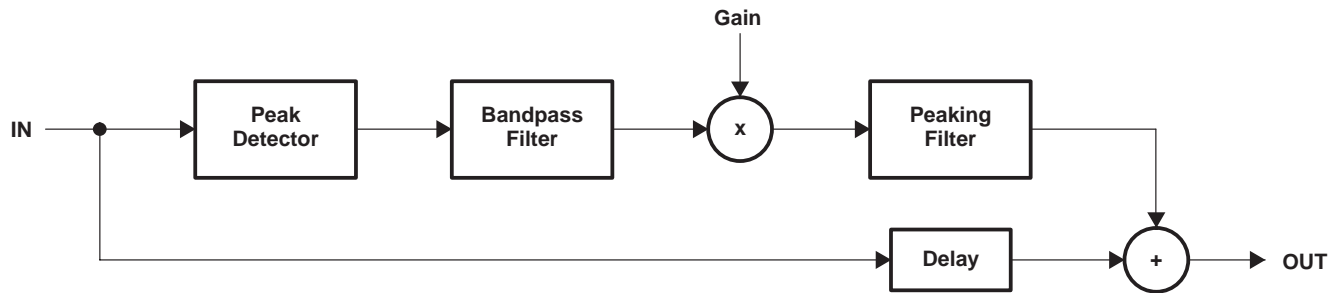 Gain
IN
Peak
Detector
Bandpass
Filter
x
Peaking
Filter
Delay
+
OUT